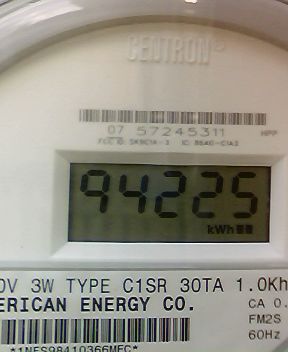 CENTRON®
07 57245311 HPP
94225
kWh
0V 3W TYPE C1SR 30TA 1.0Kh
ERICAN ENERGY CO. CA 0.
FM2S
60Hz